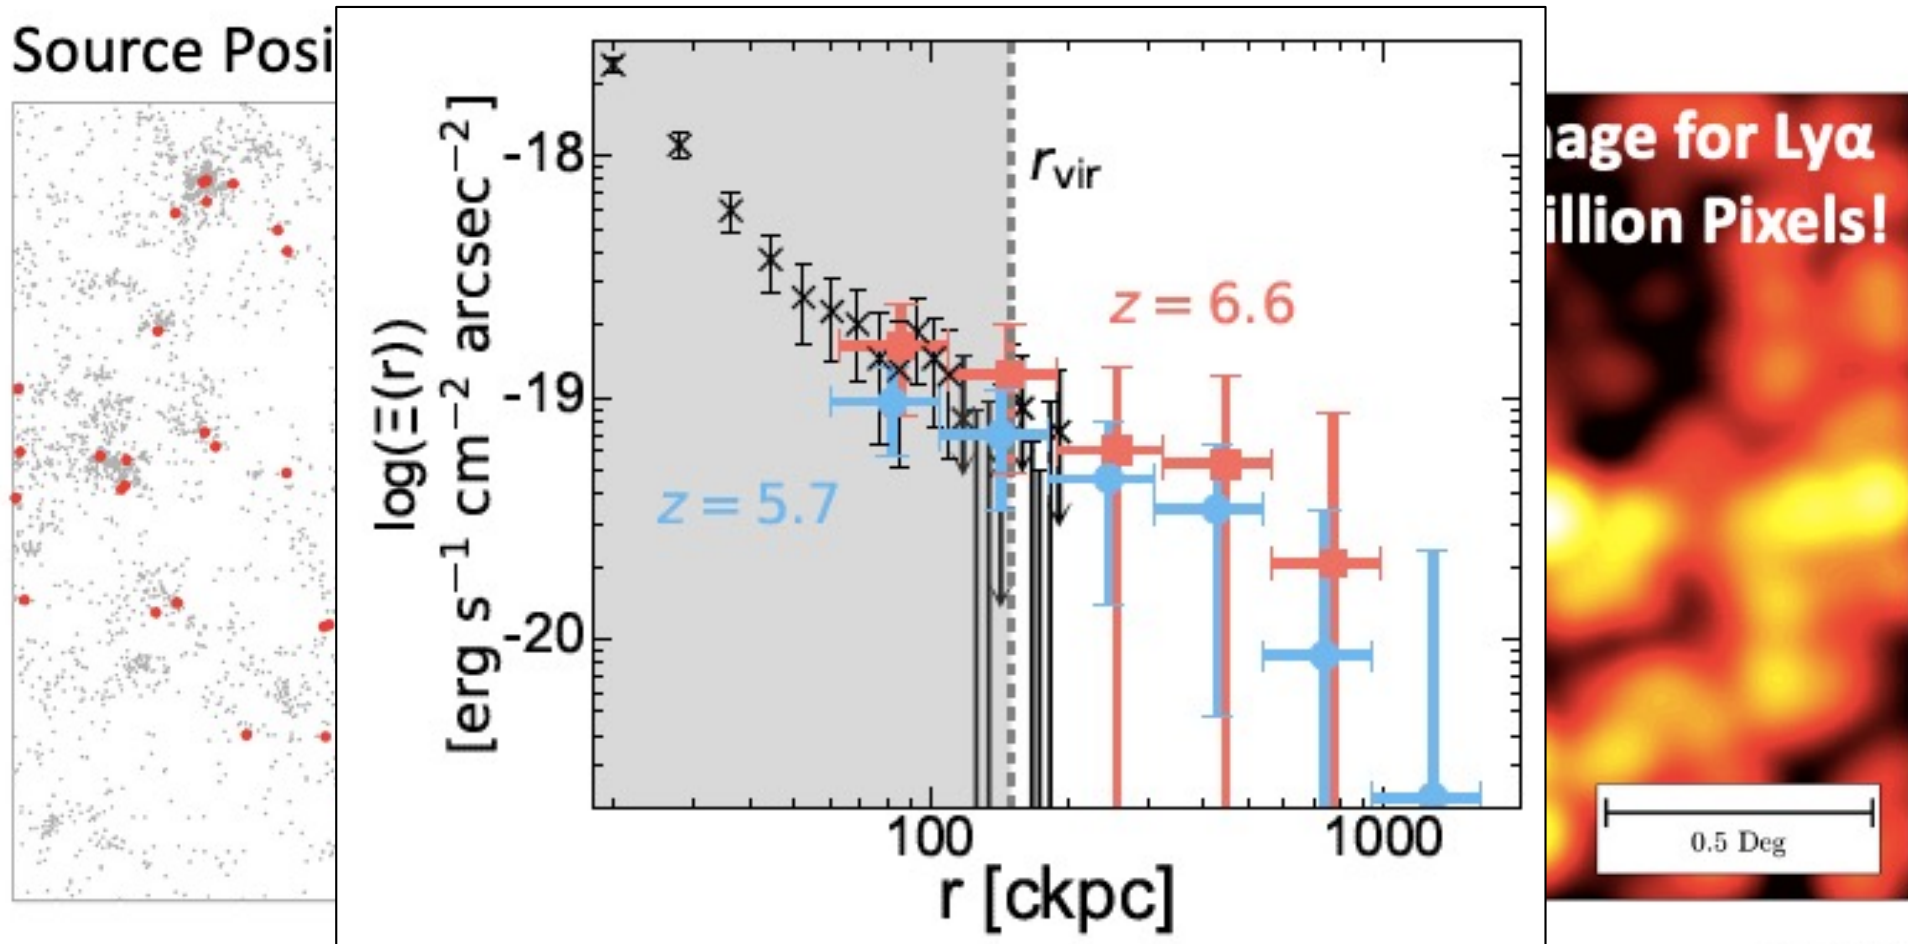 Source Posi
mage for Lyα
illion Pixels!
log(Ξ(r))
[erg s⁻¹ cm⁻² arcsec⁻²]
-18
-19
-20
r_vir
z = 6.6
z = 5.7
100
1000
r [ckpc]
0.5 Deg